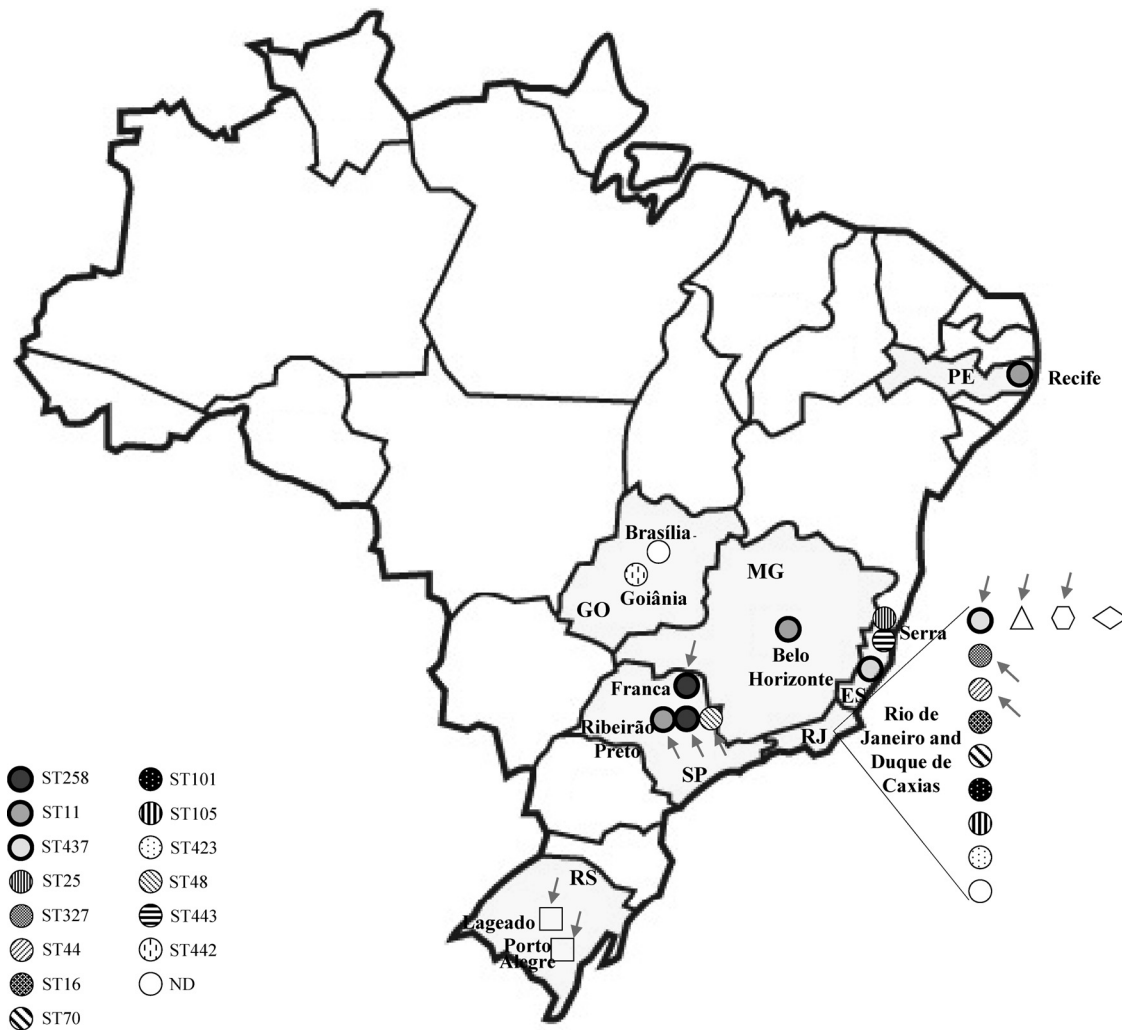 PE
Recife
Brasília
MG
GO
Goiânia
Serra
Belo
Horizonte
Franca
ES
Ribeirão
Preto
Rio de
Janeiro and
Duque de
Caxias
RJ
SP
RS
Lageado
Porto
Alegre
ST258
ST11
ST437
ST25
ST327
ST44
ST16
ST70
ST101
ST105
ST423
ST48
ST443
ST442
ND